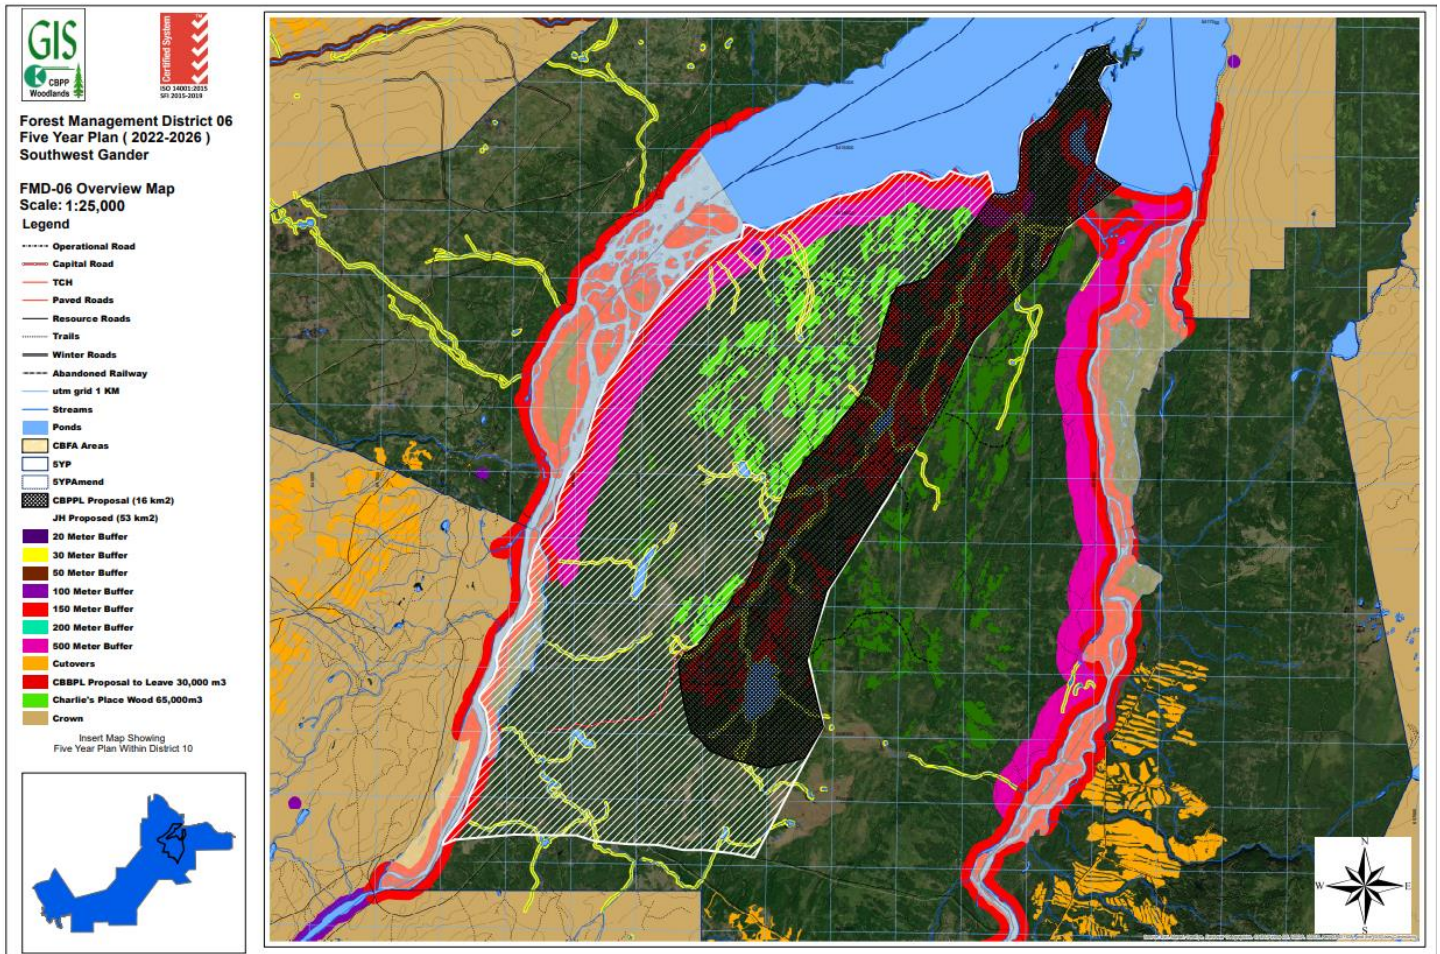 GIS
CBPP
Woodlands
Certified System
ISO 14001:2015
SFI 2015-2019
Forest Management District 06
Five Year Plan ( 2022-2026 )
Southwest Gander
FMD-06 Overview Map
Scale: 1:25,000
Legend
Operational Road
Capital Road
TCH
Paved Roads
Resource Roads
Trails
Winter Roads
Abandoned Railway
utm grid 1 KM
Streams
Ponds
CBFA Areas
5YP
5YPAmend
CBPPL Proposal (16 km2)
JH Proposed (53 km2)
20 Meter Buffer
30 Meter Buffer
50 Meter Buffer
100 Meter Buffer
150 Meter Buffer
200 Meter Buffer
500 Meter Buffer
Cutovers
CBBPL Proposal to Leave 30,000 m3
Charlie's Place Wood 65,000m3
Crown
Insert Map Showing
Five Year Plan Within District 10
N
W
E
S